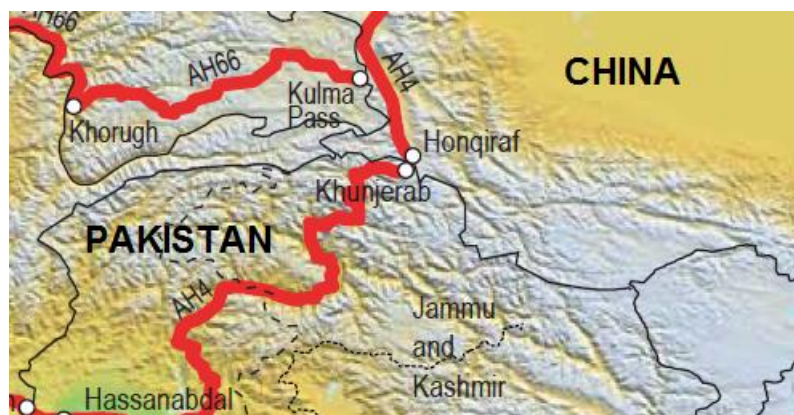 AH66
AH66
AH4
CHINA
Kulma
Pass
Khorugh
Honqiraf
Khunjerab
PAKISTAN
AH4
Jammu
and
Kashmir
Hassanabdal